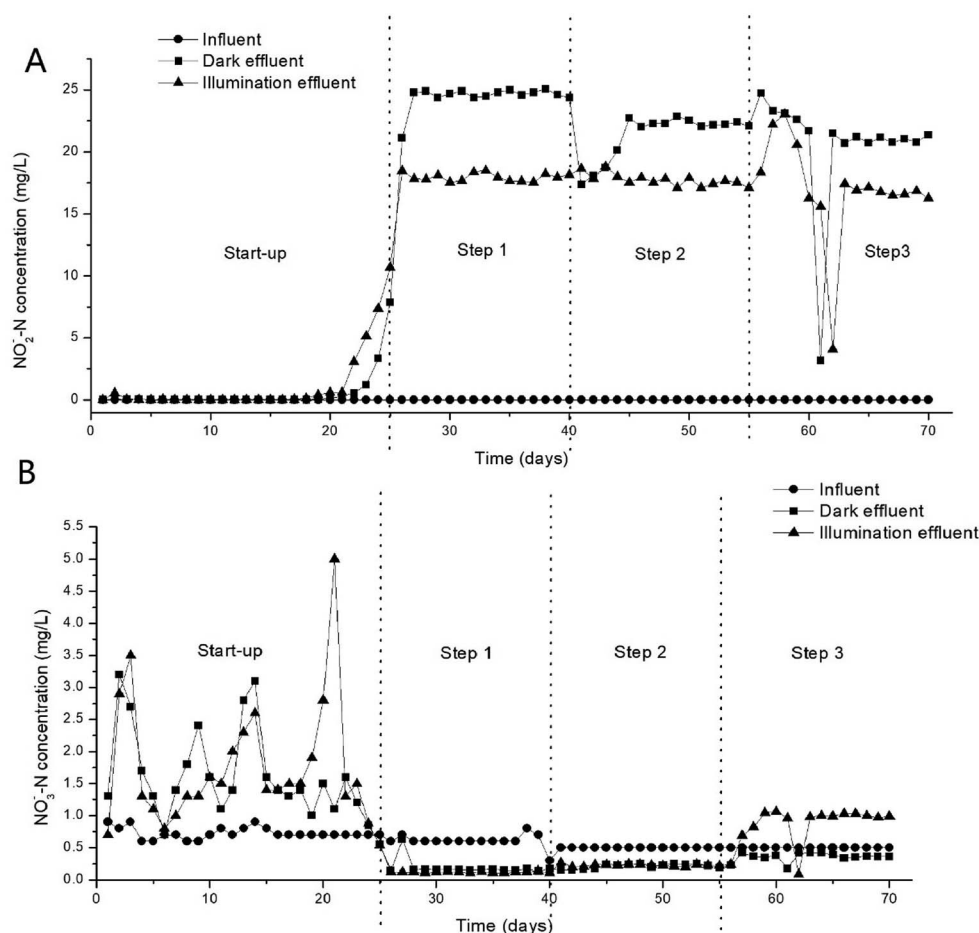 A
Influent
Dark effluent
Illumination effluent
NO₂⁻-N concentration (mg/L)
25
20
15
10
5
0
Start-up
Step 1
Step 2
Step3
0 10 20 30 40 50 60 70
Time (days)
B
Influent
Dark effluent
Illumination effluent
NO₃⁻-N concentration (mg/L)
5.5
5.0
4.5
4.0
3.5
3.0
2.5
2.0
1.5
1.0
0.5
0.0
Start-up
Step 1
Step 2
Step 3
0 10 20 30 40 50 60 70
Time (days)